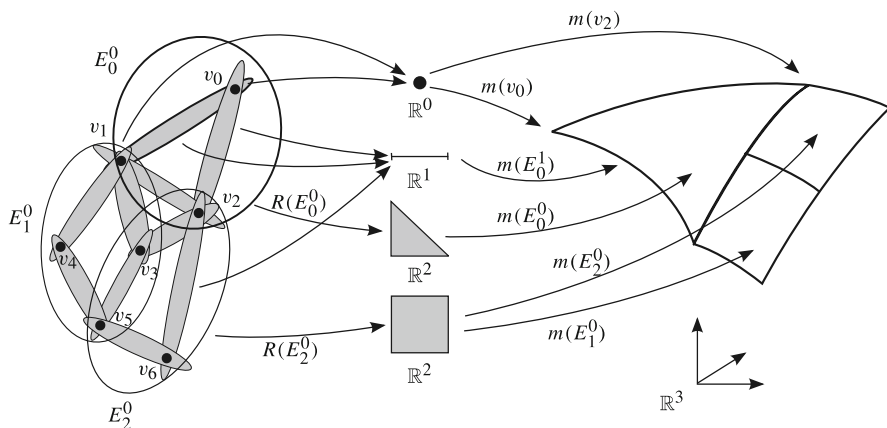 E₀⁰
v₀
v₁
v₂
E₁⁰
v₄
v₃
v₅
v₆
E₂⁰
R(E₀⁰)
R(E₂⁰)
ℝ⁰
ℝ¹
ℝ²
ℝ²
m(v₂)
m(v₀)
m(E₀¹)
m(E₀⁰)
m(E₂⁰)
m(E₁⁰)
ℝ³